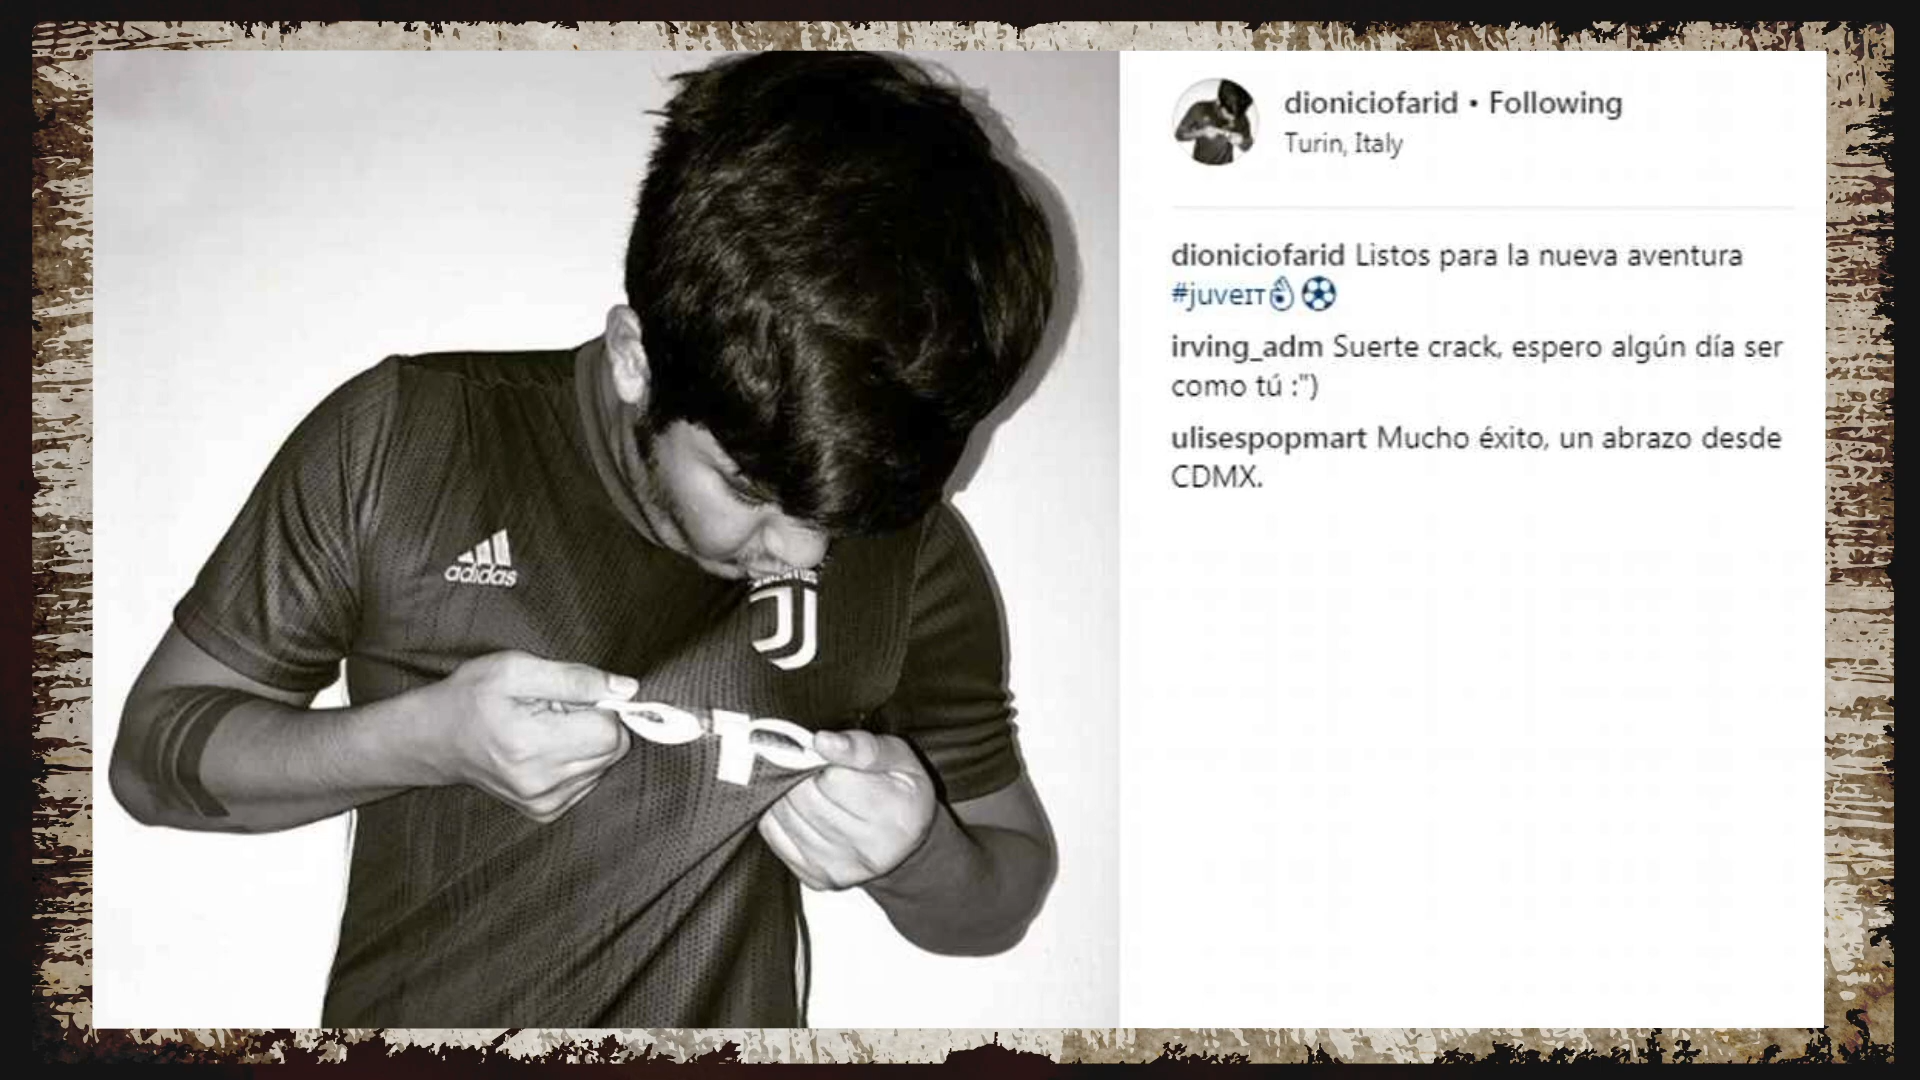 dioniciofarid • Following
Turin, Italy
dioniciofarid Listos para la nueva aventura
#juveɪᴛ👌⚽
irving_adm Suerte crack, espero algún día ser
como tú :")
ulisespopmart Mucho éxito, un abrazo desde
CDMX.
adidas